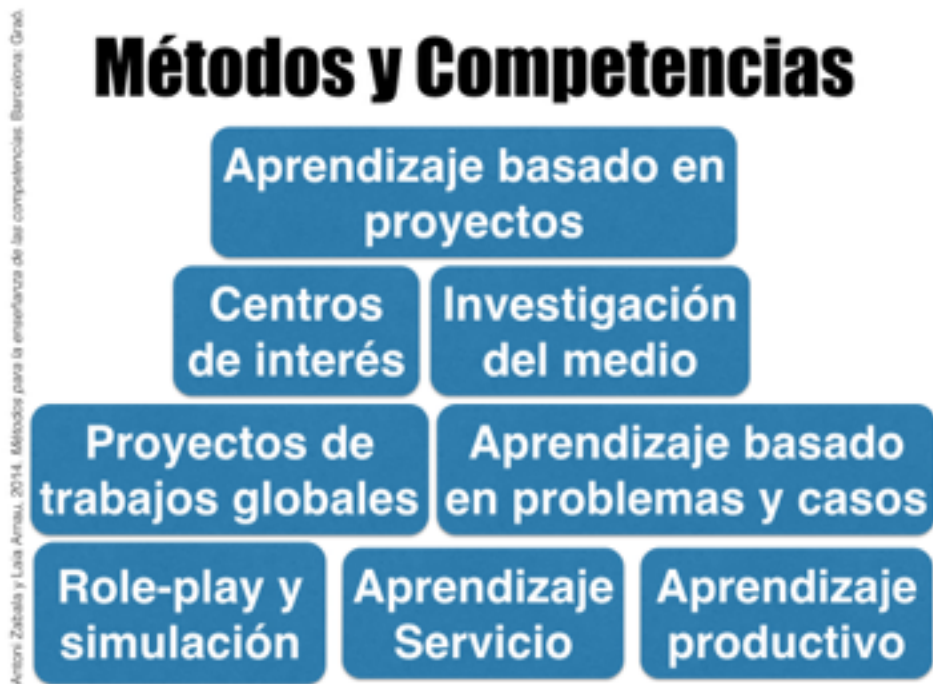 Métodos y Competencias
Aprendizaje basado en
proyectos
Centros
de interés
Investigación
del medio
Proyectos de
trabajos globales
Aprendizaje basado
en problemas y casos
Role-play y
simulación
Aprendizaje
Servicio
Aprendizaje
productivo
Antoni Zabala y Laia Arnau. 2014. Métodos para la enseñanza de las competencias. Barcelona: Graó.